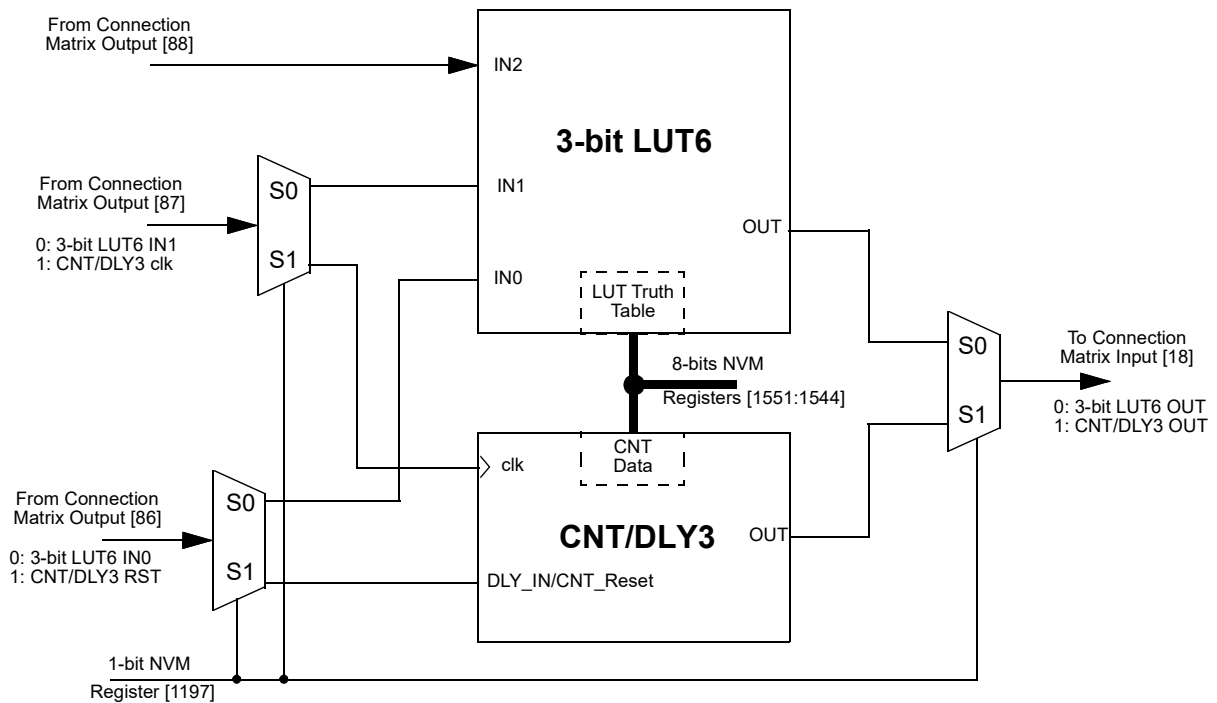 From Connection
Matrix Output [88]
IN2
3-bit LUT6
From Connection
Matrix Output [87]
S0
IN1
0: 3-bit LUT6 IN1
1: CNT/DLY3 clk
S1
OUT
IN0
LUT Truth
Table
8-bits NVM
Registers [1551:1544]
S0
To Connection
Matrix Input [18]
S1
0: 3-bit LUT6 OUT
1: CNT/DLY3 OUT
CNT
Data
clk
From Connection
Matrix Output [86]
S0
CNT/DLY3
OUT
0: 3-bit LUT6 IN0
1: CNT/DLY3 RST
S1
DLY_IN/CNT_Reset
1-bit NVM
Register [1197]